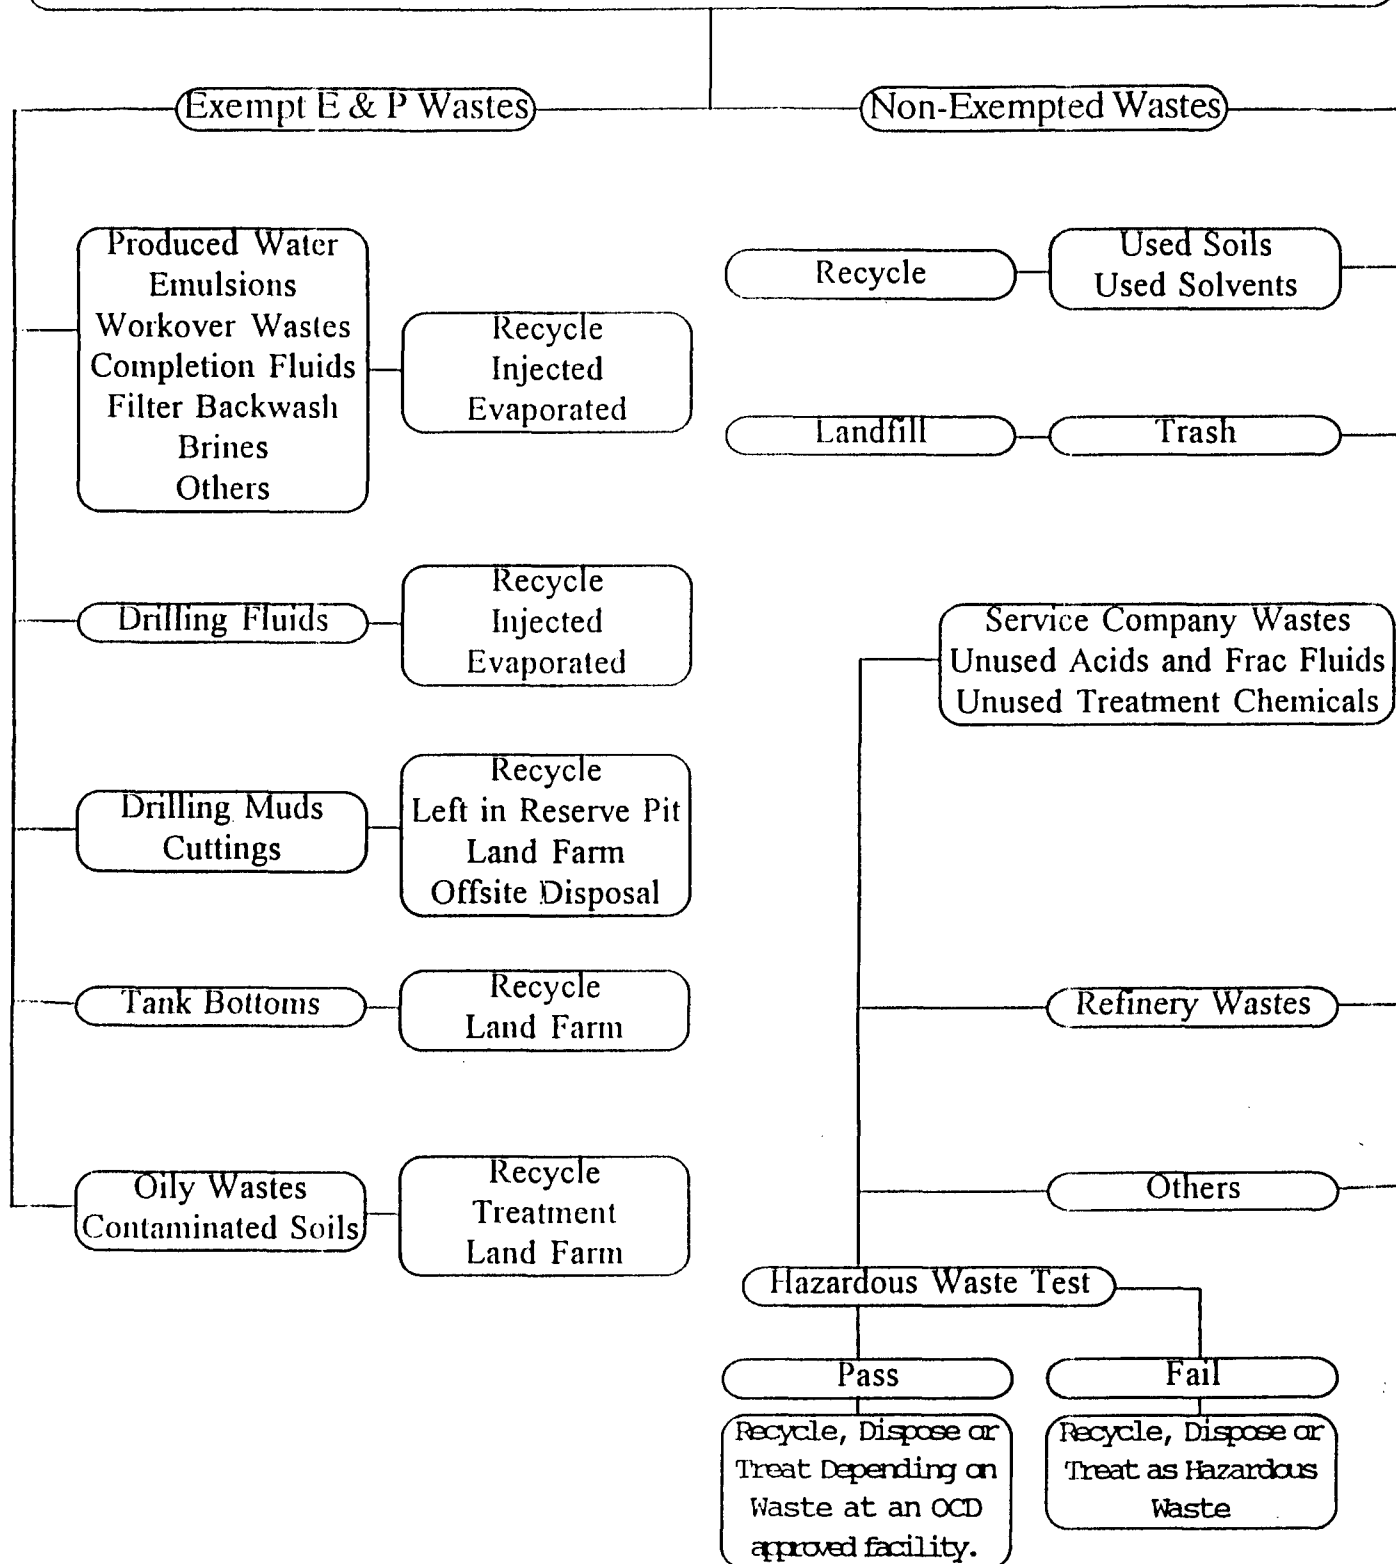 Exempt E & P Wastes
Non-Exempted Wastes
Produced Water
Emulsions
Workover Wastes
Completion Fluids
Filter Backwash
Brines
Others
Recycle
Injected
Evaporated
Drilling Fluids
Recycle
Injected
Evaporated
Drilling Muds
Cuttings
Recycle
Left in Reserve Pit
Land Farm
Offsite Disposal
Tank Bottoms
Recycle
Land Farm
Oily Wastes
Contaminated Soils
Recycle
Treatment
Land Farm
Recycle
Used Soils
Used Solvents
Landfill
Trash
Service Company Wastes
Unused Acids and Frac Fluids
Unused Treatment Chemicals
Refinery Wastes
Others
Hazardous Waste Test
Pass
Fail
Recycle, Dispose or
Treat Depending on
Waste at an OCD
approved facility.
Recycle, Dispose or
Treat as Hazardous
Waste